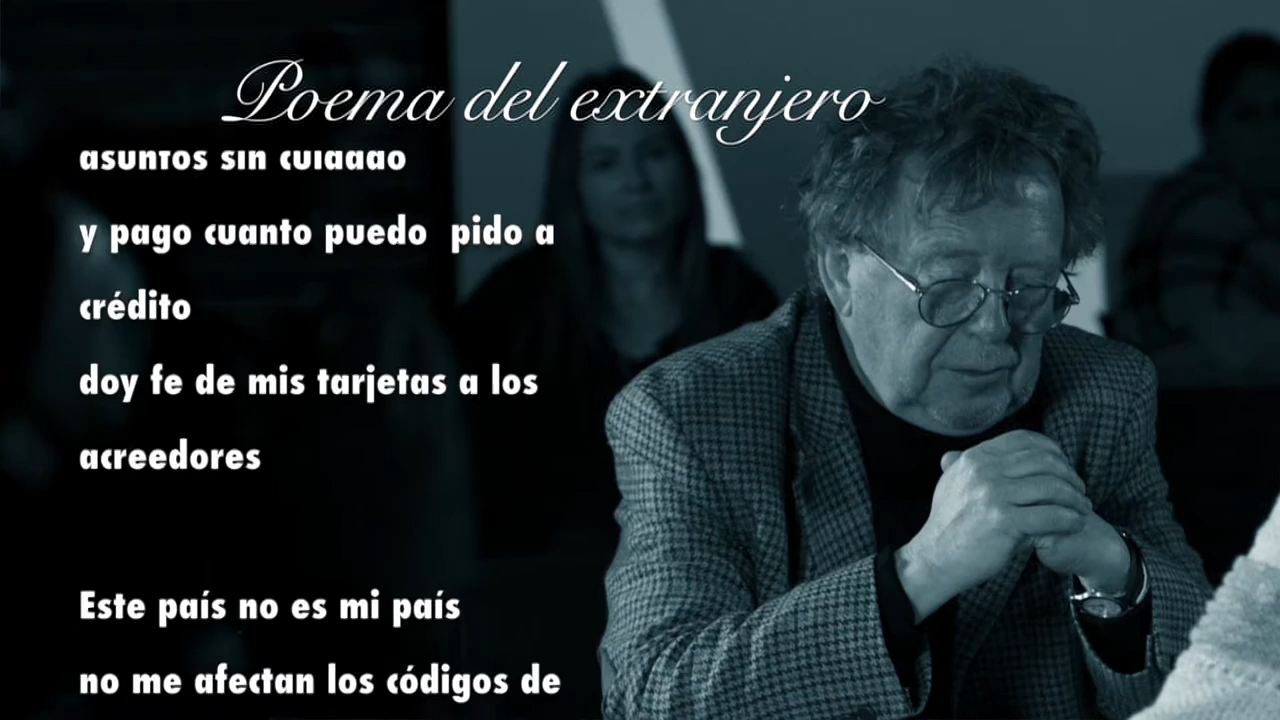 Poema del extranjero
asuntos sin cuidado
y pago cuanto puedo  pido a
crédito
doy fe de mis tarjetas a los
acreedores
Este país no es mi país
no me afectan los códigos de